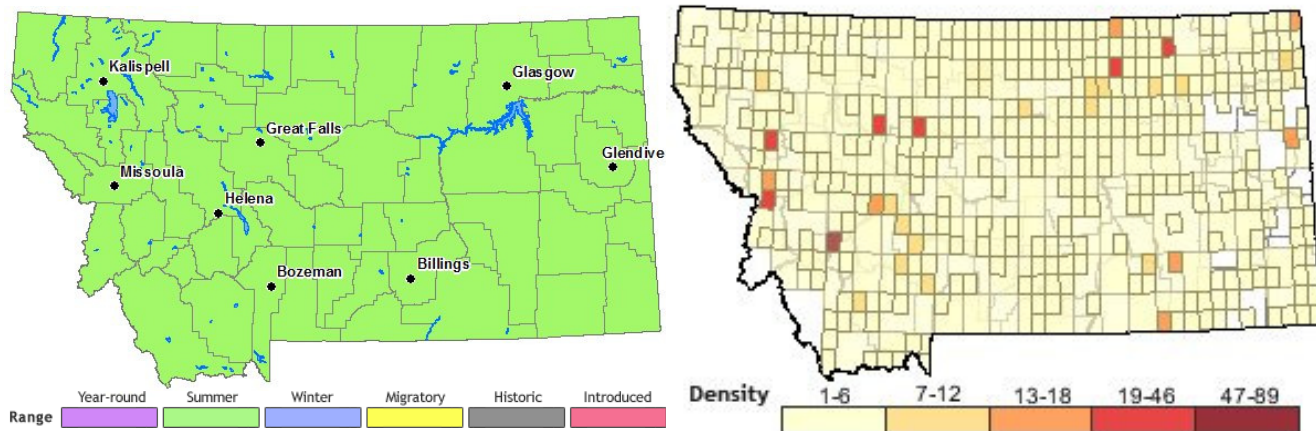 Kalispell
Glasgow
Great Falls
Glendive
Missoula
Helena
Bozeman
Billings
Range Year-round Summer Winter Migratory Historic Introduced
Density 1-6 7-12 13-18 19-46 47-89